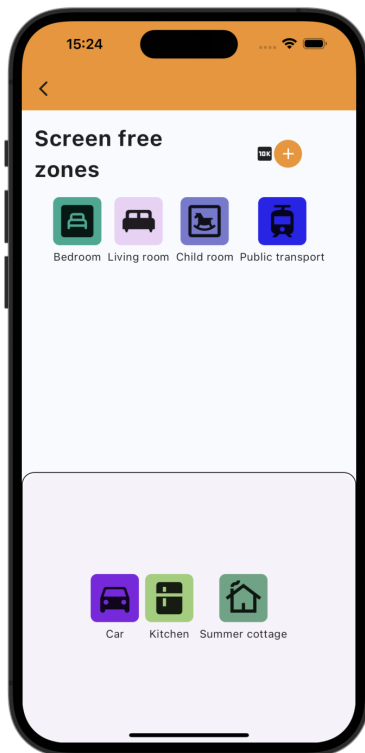 15:24
Screen free
zones
10K
Bedroom Living room Child room Public transport
Car Kitchen Summer cottage